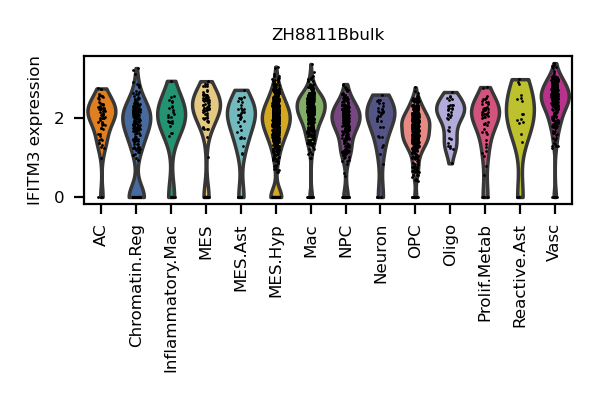 ZH8811Bbulk
IFITM3 expression
2
0
AC
Chromatin.Reg
Inflammatory.Mac
MES
MES.Ast
MES.Hyp
Mac
NPC
Neuron
OPC
Oligo
Prolif.Metab
Reactive.Ast
Vasc